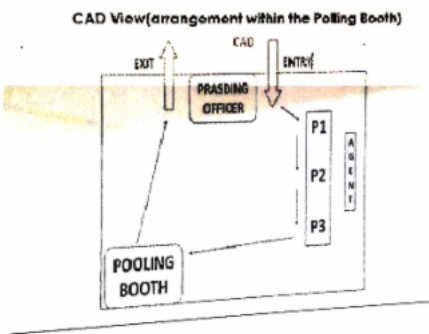 CAD View(arrangement within the Polling Booth)
CAD
EXIT
ENTRY
PRASDING
OFFICER
P1
P2
P3
AGENT
POOLING
BOOTH